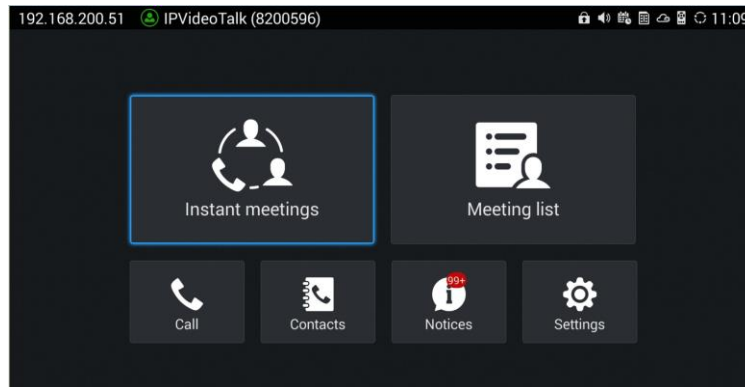 192.168.200.51 IPVideoTalk (8200596) 11:09
Instant meetings Meeting list
99+
Call Contacts Notices Settings